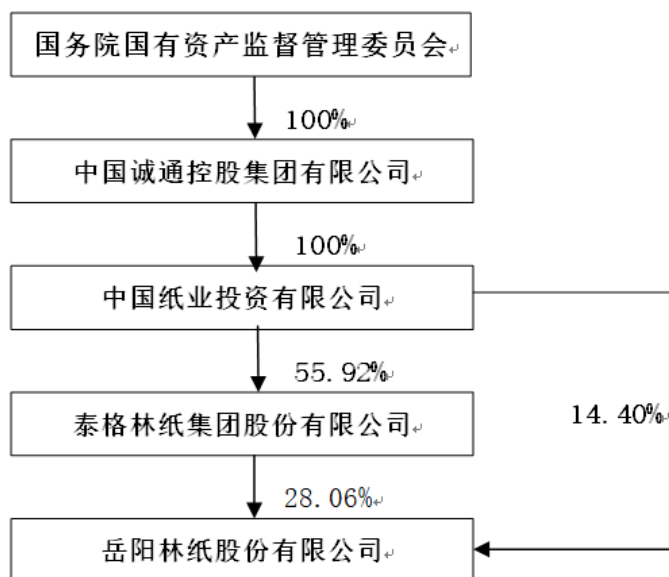 国务院国有资产监督管理委员会
100%
中国诚通控股集团有限公司
100%
中国纸业投资有限公司
55.92%
泰格林纸集团股份有限公司
14.40%
28.06%
岳阳林纸股份有限公司